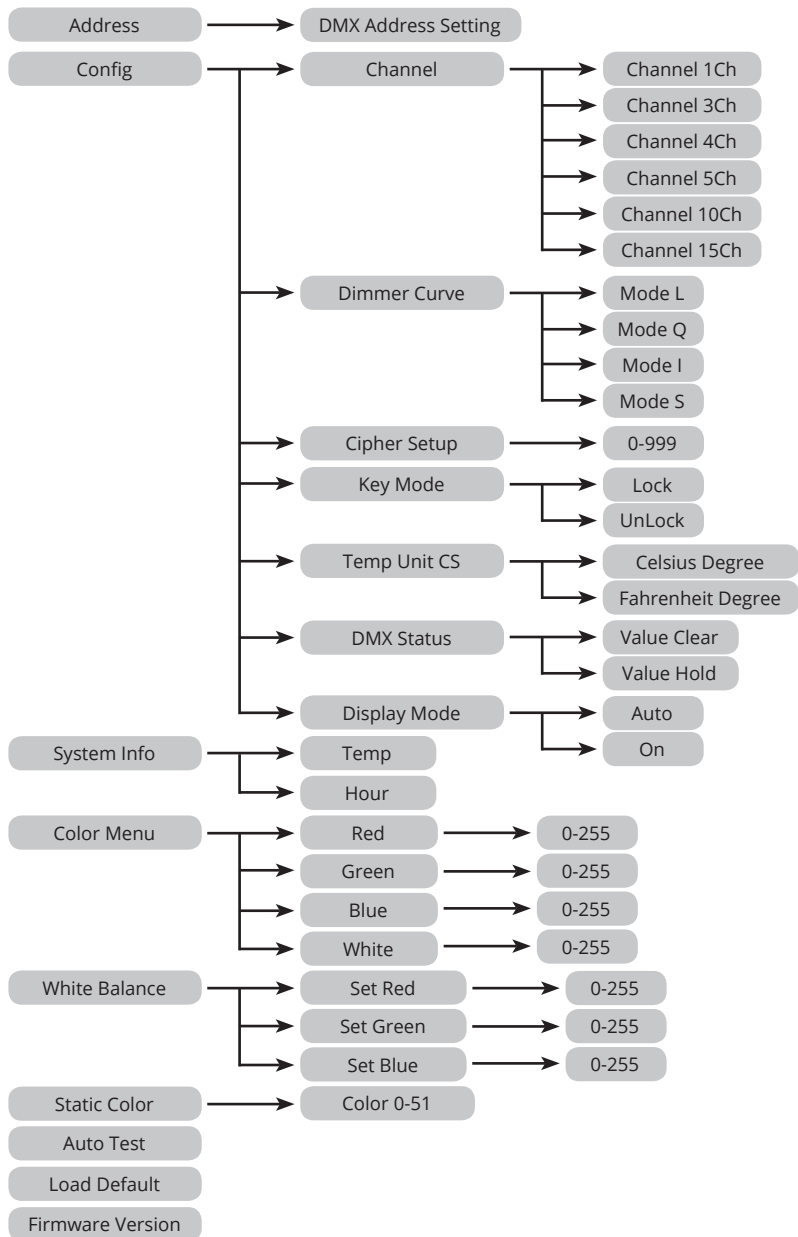 Address
DMX Address Setting
Config
Channel
Channel 1Ch
Channel 3Ch
Channel 4Ch
Channel 5Ch
Channel 10Ch
Channel 15Ch
Dimmer Curve
Mode L
Mode Q
Mode I
Mode S
Cipher Setup
0-999
Key Mode
Lock
UnLock
Temp Unit CS
Celsius Degree
Fahrenheit Degree
DMX Status
Value Clear
Value Hold
Display Mode
Auto
On
System Info
Temp
Hour
Color Menu
Red
0-255
Green
0-255
Blue
0-255
White
0-255
White Balance
Set Red
0-255
Set Green
0-255
Set Blue
0-255
Static Color
Color 0-51
Auto Test
Load Default
Firmware Version